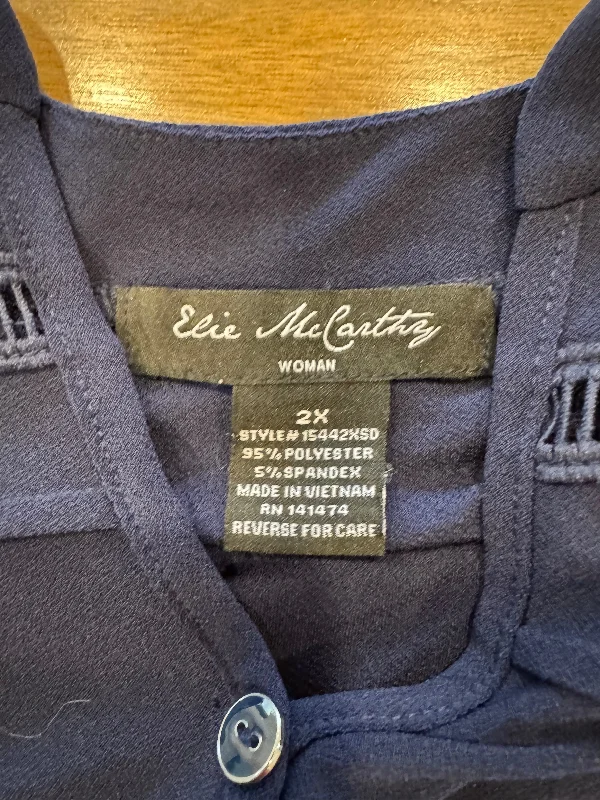 Elie McCarthy
WOMAN
2X
STYLE# 15442XSD
95% POLYESTER
5% SPANDEX
MADE IN VIETNAM
RN 141474
REVERSE FOR CARE